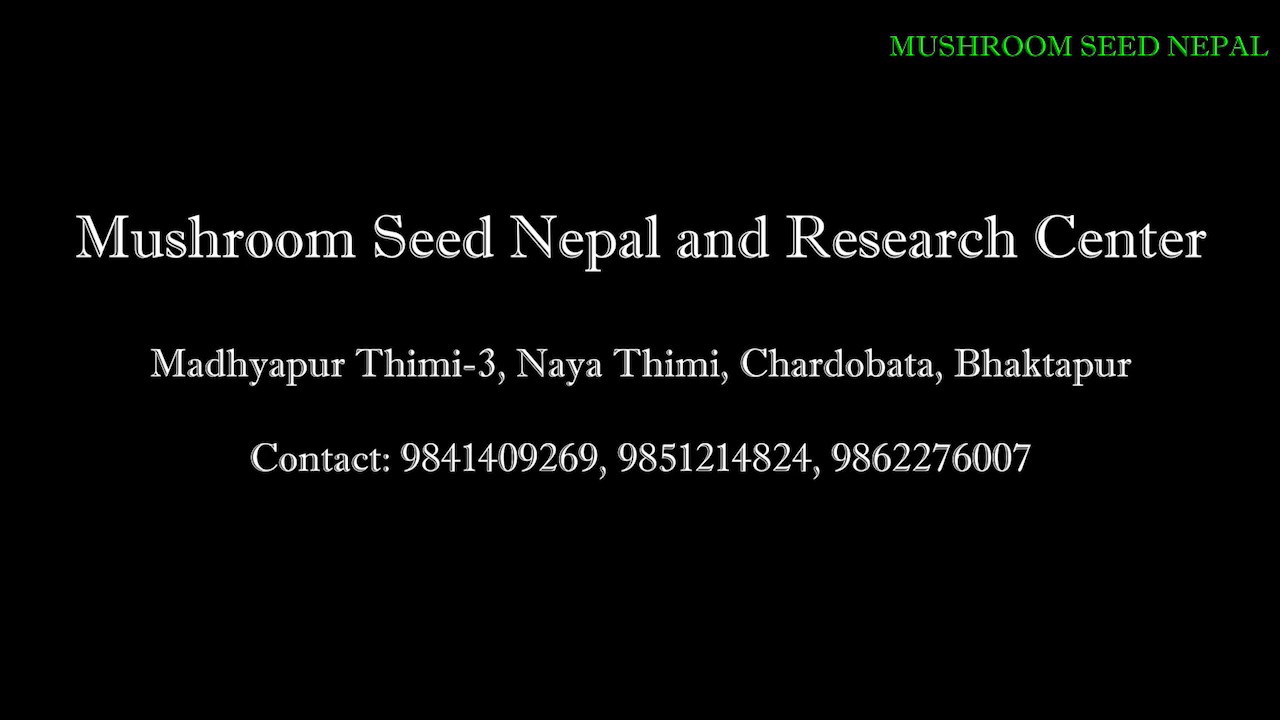 MUSHROOM SEED NEPAL
Mushroom Seed Nepal and Research Center
Madhyapur Thimi-3, Naya Thimi, Chardobata, Bhaktapur
Contact: 9841409269, 9851214824, 9862276007